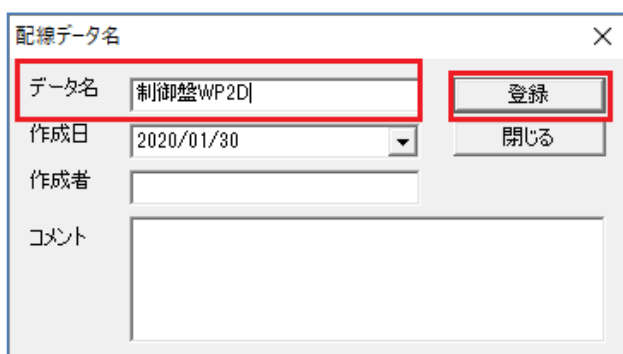 配線データ名
データ名 制御盤WP2D 登録
作成日 2020/01/30 閉じる
作成者
コメント